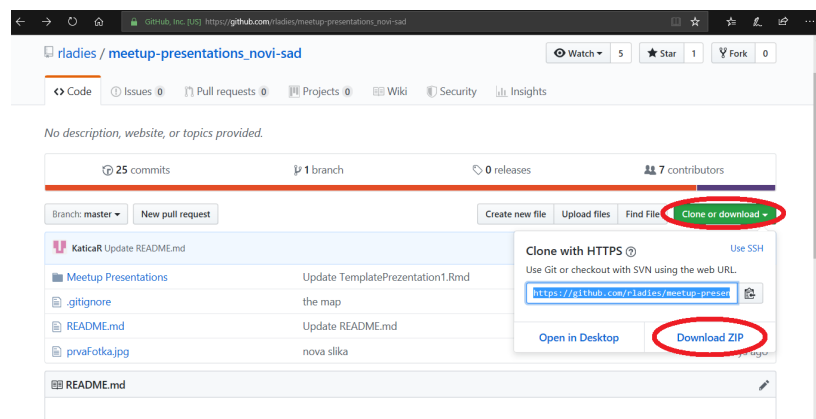 GitHub, Inc. [US] https://github.com/rladies/meetup-presentations_novi-sad
rladies / meetup-presentations_novi-sad
Watch 5 Star 1 Fork 0
Code Issues 0 Pull requests 0 Projects 0 Wiki Security Insights
No description, website, or topics provided.
25 commits 1 branch 0 releases 7 contributors
Branch: master New pull request Create new file Upload files Find File Clone or download
KaticaR Update README.md
Meetup Presentations Update TemplatePrezentation1.Rmd
.gitignore the map
README.md Update README.md
prvaFotka.jpg nova slika
Clone with HTTPS Use SSH
Use Git or checkout with SVN using the web URL.
https://github.com/rladies/meetup-presen
Open in Desktop Download ZIP
ago
README.md